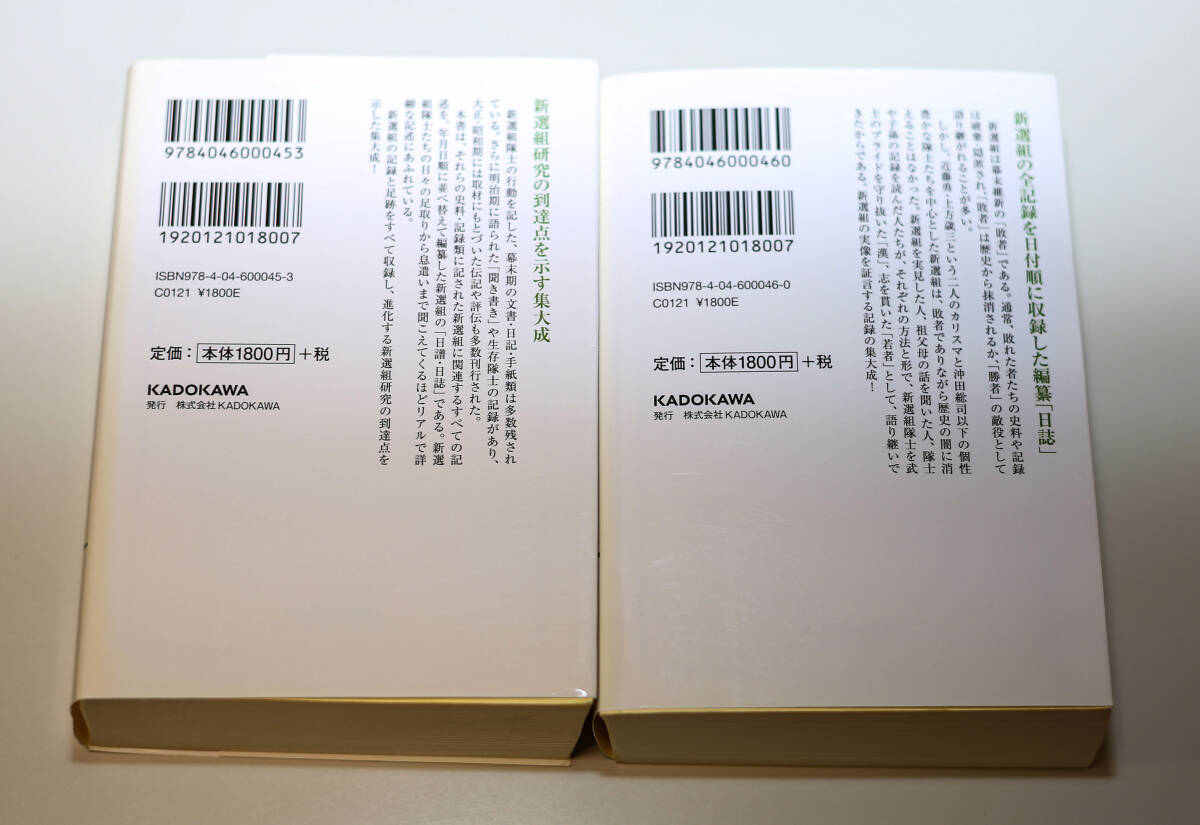 9784046000453
1920121018007
ISBN978-4-04-600045-3
C0121 ¥1800E
定価：本体1800円＋税
KADOKAWA
発行 株式会社KADOKAWA
新選組研究の到達点を示す集大成
新選組隊士の行動を記した、幕末期の文書・日記・手紙類は多数残され
ている。さらに明治期に語られた「聞き書き」や生存隊士の記録があり、
大正・昭和期には取材にもとづいた伝記や評伝も多数刊行された。
本書は、それらの史料・記録類に記された新選組に関連するすべての記
述を、年月日順に並べ替えて編纂した新選組の「日譜・日誌」である。新選
組隊士たちの日々の足取りから息遣いまで聞こえてくるほどリアルで詳
細な記述にあふれている。
新選組の記録と足跡をすべて収録し、進化する新選組研究の到達点を
示した集大成！
9784046000460
1920121018007
ISBN978-4-04-600046-0
C0121 ¥1800E
定価：本体1800円＋税
KADOKAWA
発行 株式会社KADOKAWA
新選組の全記録を日付順に収録した編纂「日誌」
新選組は幕末維新の「敗者」である。通常、敗れた者たちの史料や記録
は破棄・隠匿され、「敗者」は歴史から抹消されるか、「勝者」の敵役として
語り継がれることが多い。
しかし、近藤勇・土方歳三という二人のカリスマと沖田総司以下の個性
豊かな隊士たちを中心とした新選組は、敗者でありながら歴史の闇に消
えることはなかった。新選組を実見した人、祖父母の話を聞いた人、隊士
や子孫の記録を読んだ人たちが、それぞれの方法と形で、新選組隊士を武
士のプライドを守り抜いた「漢」、志を貫いた「若者」として、語り継いで
きたからである。新選組の実像を証言する記録の集大成！